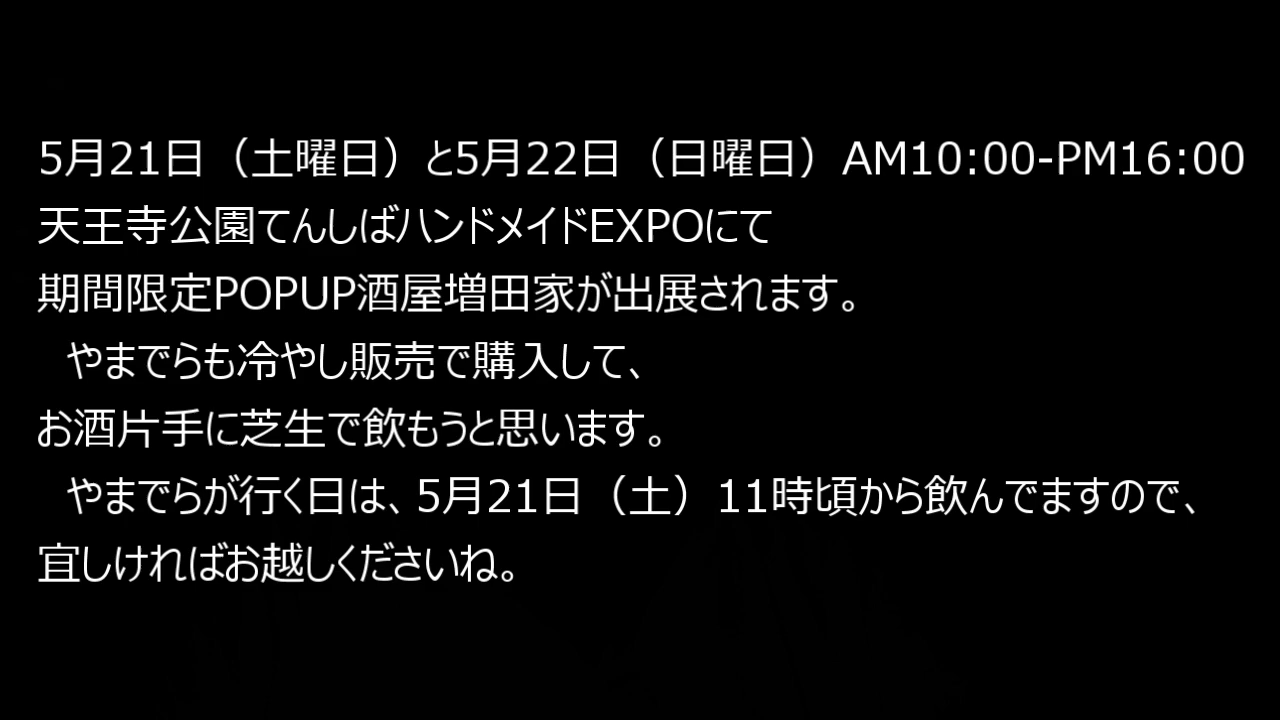 5月21日（土曜日）と5月22日（日曜日）AM10:00-PM16:00
天王寺公園てんしばハンドメイドEXPOにて
期間限定POPUP酒屋増田家が出展されます。
やまでらも冷やし販売で購入して、
お酒片手に芝生で飲もうと思います。
やまでらが行く日は、5月21日（土）11時頃から飲んでますので、
宜しければお越しくださいね。